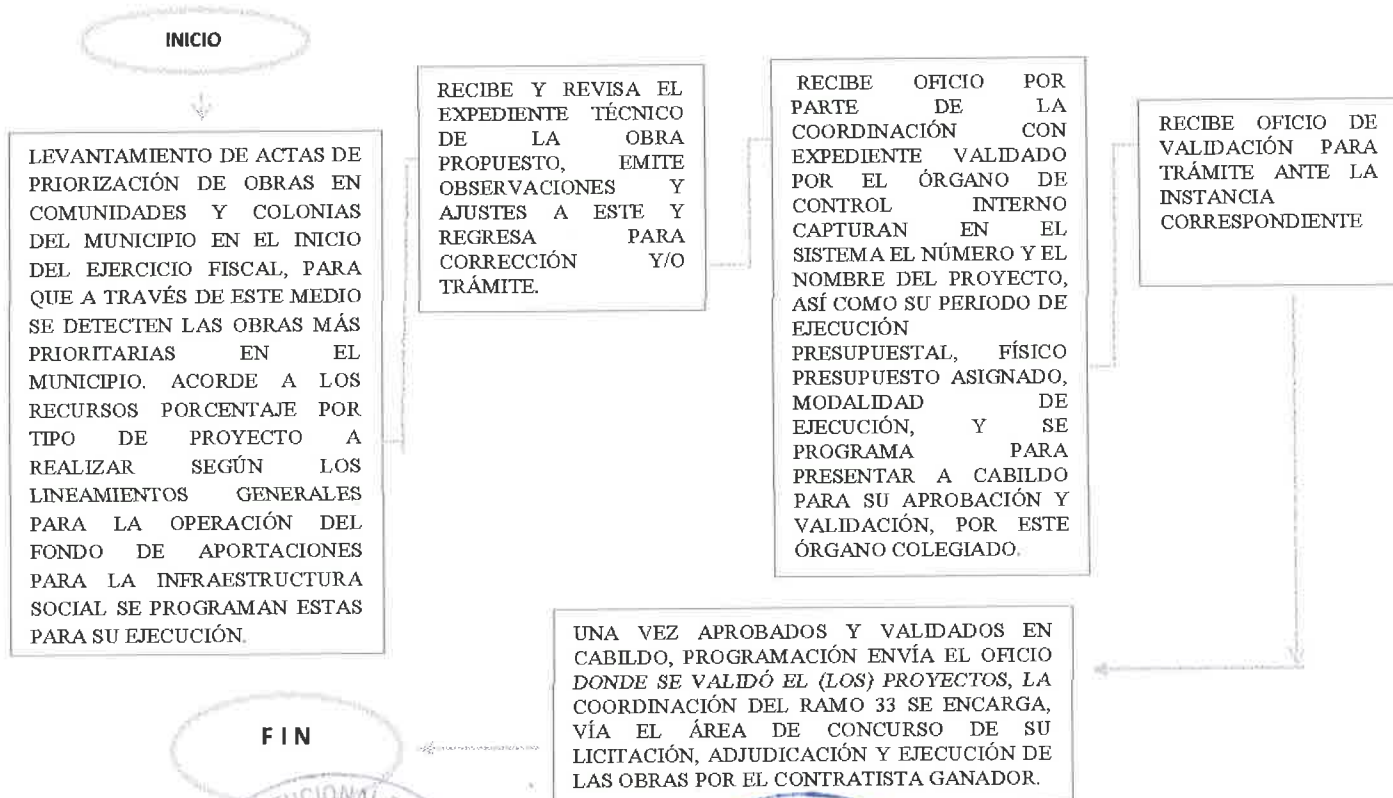 INICIO
LEVANTAMIENTO DE ACTAS DE
PRIORIZACIÓN DE OBRAS EN
COMUNIDADES Y COLONIAS
DEL MUNICIPIO EN EL INICIO
DEL EJERCICIO FISCAL, PARA
QUE A TRAVÉS DE ESTE MEDIO
SE DETECTEN LAS OBRAS MÁS
PRIORITARIAS EN EL
MUNICIPIO. ACORDE A LOS
RECURSOS PORCENTAJE POR
TIPO DE PROYECTO A
REALIZAR SEGÚN LOS
LINEAMIENTOS GENERALES
PARA LA OPERACIÓN DEL
FONDO DE APORTACIONES
PARA LA INFRAESTRUCTURA
SOCIAL SE PROGRAMAN ESTAS
PARA SU EJECUCIÓN.
RECIBE Y REVISA EL
EXPEDIENTE TÉCNICO
DE LA OBRA
PROPUESTO, EMITE
OBSERVACIONES Y
AJUSTES A ESTE Y
REGRESA PARA
CORRECCIÓN Y/O
TRÁMITE.
RECIBE OFICIO POR
PARTE DE LA
COORDINACIÓN CON
EXPEDIENTE VALIDADO
POR EL ÓRGANO DE
CONTROL INTERNO
CAPTURAN EN EL
SISTEMA EL NÚMERO Y EL
NOMBRE DEL PROYECTO,
ASÍ COMO SU PERIODO DE
EJECUCIÓN
PRESUPUESTAL, FÍSICO
PRESUPUESTO ASIGNADO,
MODALIDAD DE
EJECUCIÓN, Y SE
PROGRAMA PARA
PRESENTAR A CABILDO
PARA SU APROBACIÓN Y
VALIDACIÓN, POR ESTE
ÓRGANO COLEGIADO.
RECIBE OFICIO DE
VALIDACIÓN PARA
TRÁMITE ANTE LA
INSTANCIA
CORRESPONDIENTE
UNA VEZ APROBADOS Y VALIDADOS EN
CABILDO, PROGRAMACIÓN ENVÍA EL OFICIO
DONDE SE VALIDÓ EL (LOS) PROYECTOS, LA
COORDINACIÓN DEL RAMO 33 SE ENCARGA,
VÍA EL ÁREA DE CONCURSO DE SU
LICITACIÓN, ADJUDICACIÓN Y EJECUCIÓN DE
LAS OBRAS POR EL CONTRATISTA GANADOR.
FIN